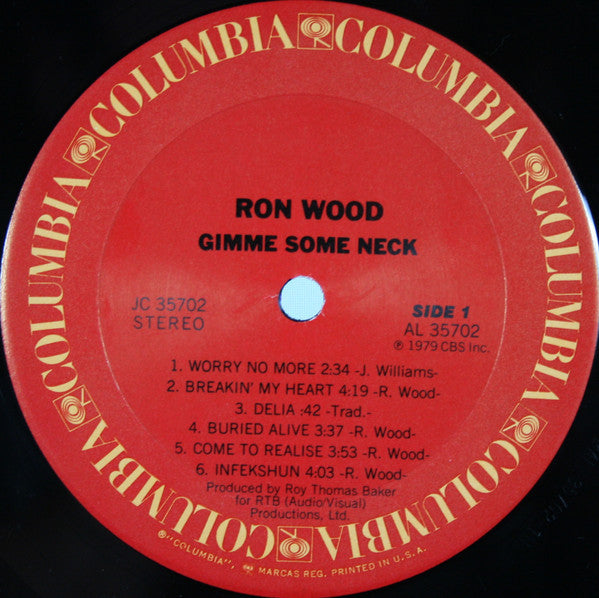 COLUMBIA COLUMBIA COLUMBIA COLUMBIA COLUMBIA COLUMBIA COLUMBIA COLUMBIA
RON WOOD
GIMME SOME NECK
JC 35702
STEREO
SIDE 1
AL 35702
℗ 1979 CBS Inc.
1. WORRY NO MORE 2:34 -J. Williams-
2. BREAKIN' MY HEART 4:19 -R. Wood-
3. DELIA :42 -Trad.-
4. BURIED ALIVE 3:37 -R. Wood-
5. COME TO REALISE 3:53 -R. Wood-
6. INFEKSHUN 4:03 -R. Wood-
Produced by Roy Thomas Baker
for RTB (Audio/Visual)
Productions, Ltd.
® "COLUMBIA", MARCAS REG. PRINTED IN U.S.A.